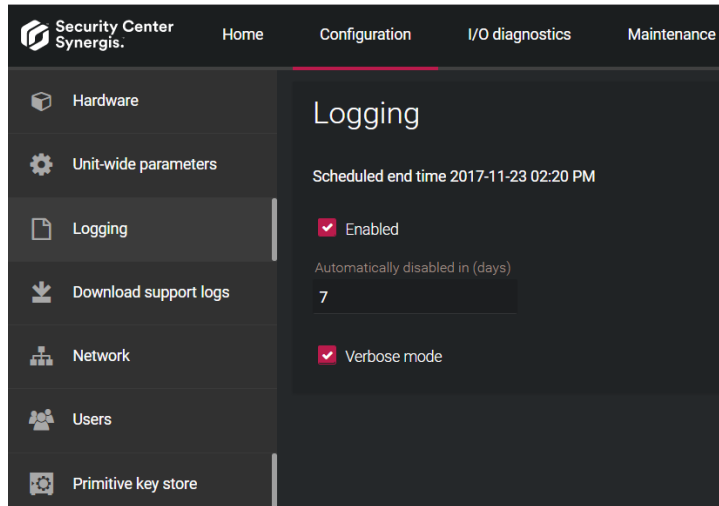 Security Center
Synergis.
Home
Configuration
I/O diagnostics
Maintenance
Hardware
Unit-wide parameters
Logging
Download support logs
Network
Users
Primitive key store
Logging
Scheduled end time 2017-11-23 02:20 PM
Enabled
Automatically disabled in (days)
7
Verbose mode